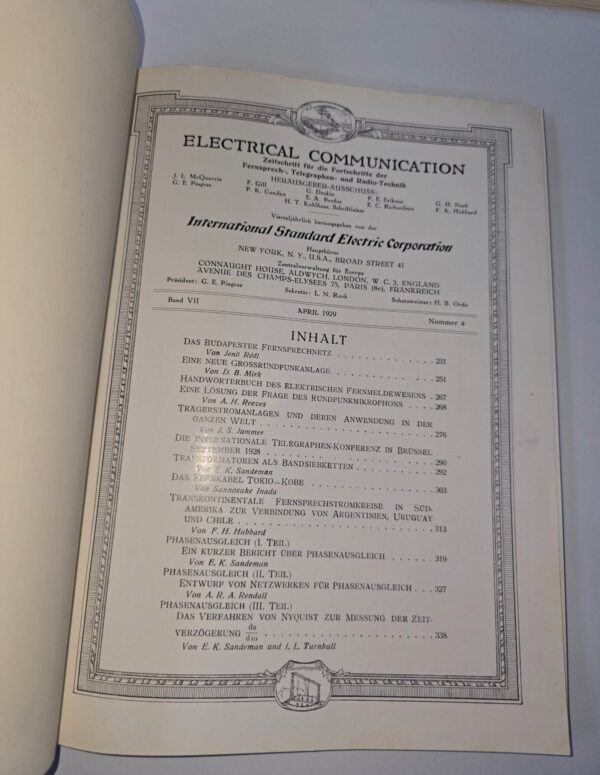 ELECTRICAL COMMUNICATION
Zeitschrift für die Fortschritte der
Fernsprech-, Telegraphen- und Radio-Technik
HERAUSGEBER-AUSSCHUSS:
J. L. McQuarrie F. Gill G. Deakin P. E. Erikson G. H. Nash
G. E. Pingree P. K. Condict E. A. Brofos E. C. Richardson F. A. Hubbard
H. T. Kohlhaas, Schriftleiter
Vierteljährlich herausgegeben von der
International Standard Electric Corporation
Hauptbüros
NEW YORK, N. Y., U.S.A., BROAD STREET 41
Zentralverwaltung für Europa
CONNAUGHT HOUSE, ALDWYCH, LONDON, W. C. 2, ENGLAND
AVENUE DES CHAMPS-ELYSEES 75, PARIS (8e), FRANKREICH
Präsident: G. E. Pingree Sekretär: L. N. Rock Schatzmeister: H. B. Orde
Band VII APRIL 1929 Nummer 4
INHALT
DAS BUDAPESTER FERNSPRECHNETZ 231
Von Jenö Rédl
EINE NEUE GROSSRUNDFUNKANLAGE 251
Von D. B. Mirk
HANDWÖRTERBUCH DES ELEKTRISCHEN FERNMELDEWESENS 267
EINE LÖSUNG DER FRAGE DES RUNDFUNKMIKROPHONS 268
Von A. H. Reeves
TRÄGERSTROMANLAGEN UND DEREN ANWENDUNG IN DER
GANZEN WELT 276
Von J. S. Jammer
DIE INTERNATIONALE TELEGRAPHEN-KONFERENZ IN BRÜSSEL
SEPTEMBER 1928 290
TRANSFORMATOREN ALS BANDSIEBKETTEN 292
Von E. K. Sandeman
DAS FERNKABEL TOKIO—KOBE 303
Von Sannosuke Inada
TRANSKONTINENTALE FERNSPRECHSTROMKREISE IN SÜD-
AMERIKA ZUR VERBINDUNG VON ARGENTINIEN, URUGUAY
UND CHILE 313
Von F. H. Hubbard
PHASENAUSGLEICH (I. TEIL)
EIN KURZER BERICHT ÜBER PHASENAUSGLEICH 319
Von E. K. Sandeman
PHASENAUSGLEICH (II. TEIL)
ENTWURF VON NETZWERKEN FÜR PHASENAUSGLEICH 327
Von A. R. A. Rendall
PHASENAUSGLEICH (III. TEIL)
DAS VERFAHREN VON NYQUIST ZUR MESSUNG DER ZEIT-
VERZÖGERUNG da/dω 338
Von E. K. Sandeman und I. L. Turnbull